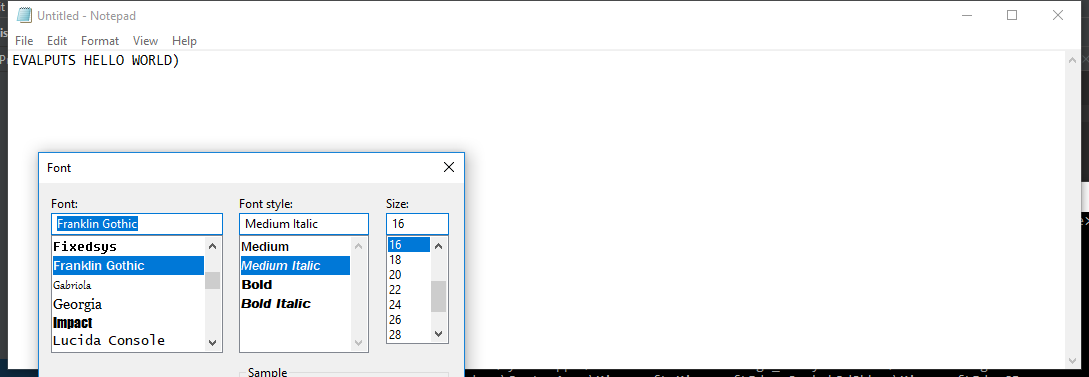 Untitled - Notepad
File Edit Format View Help
EVALPUTS HELLO WORLD)
Font
Font: Font style: Size:
Franklin Gothic Medium Italic 16
Fixedsys Medium 16
Franklin Gothic Medium Italic 18
Gabriola Bold 20
Georgia Bold Italic 22
Impact 24
Lucida Console 26
28
Sample